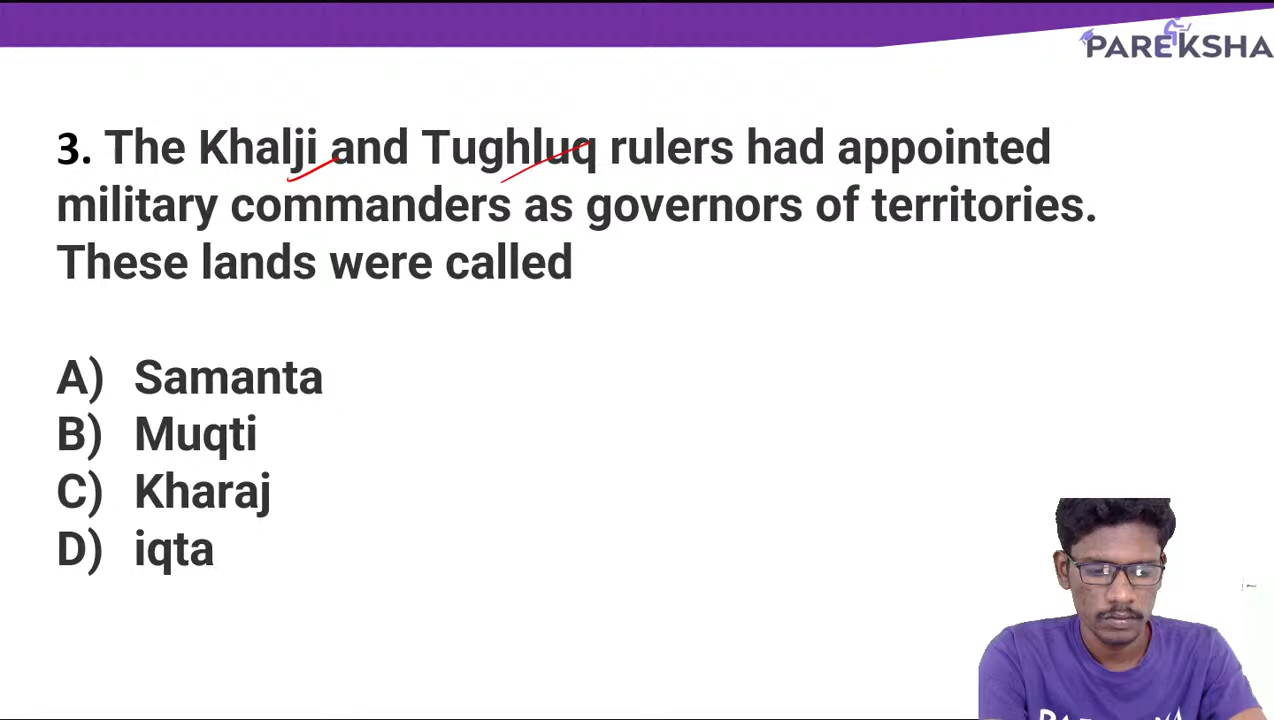 PAREKSHA
3. The Khalji and Tughluq rulers had appointed
military commanders as governors of territories.
These lands were called
A) Samanta
B) Muqti
C) Kharaj
D) iqta